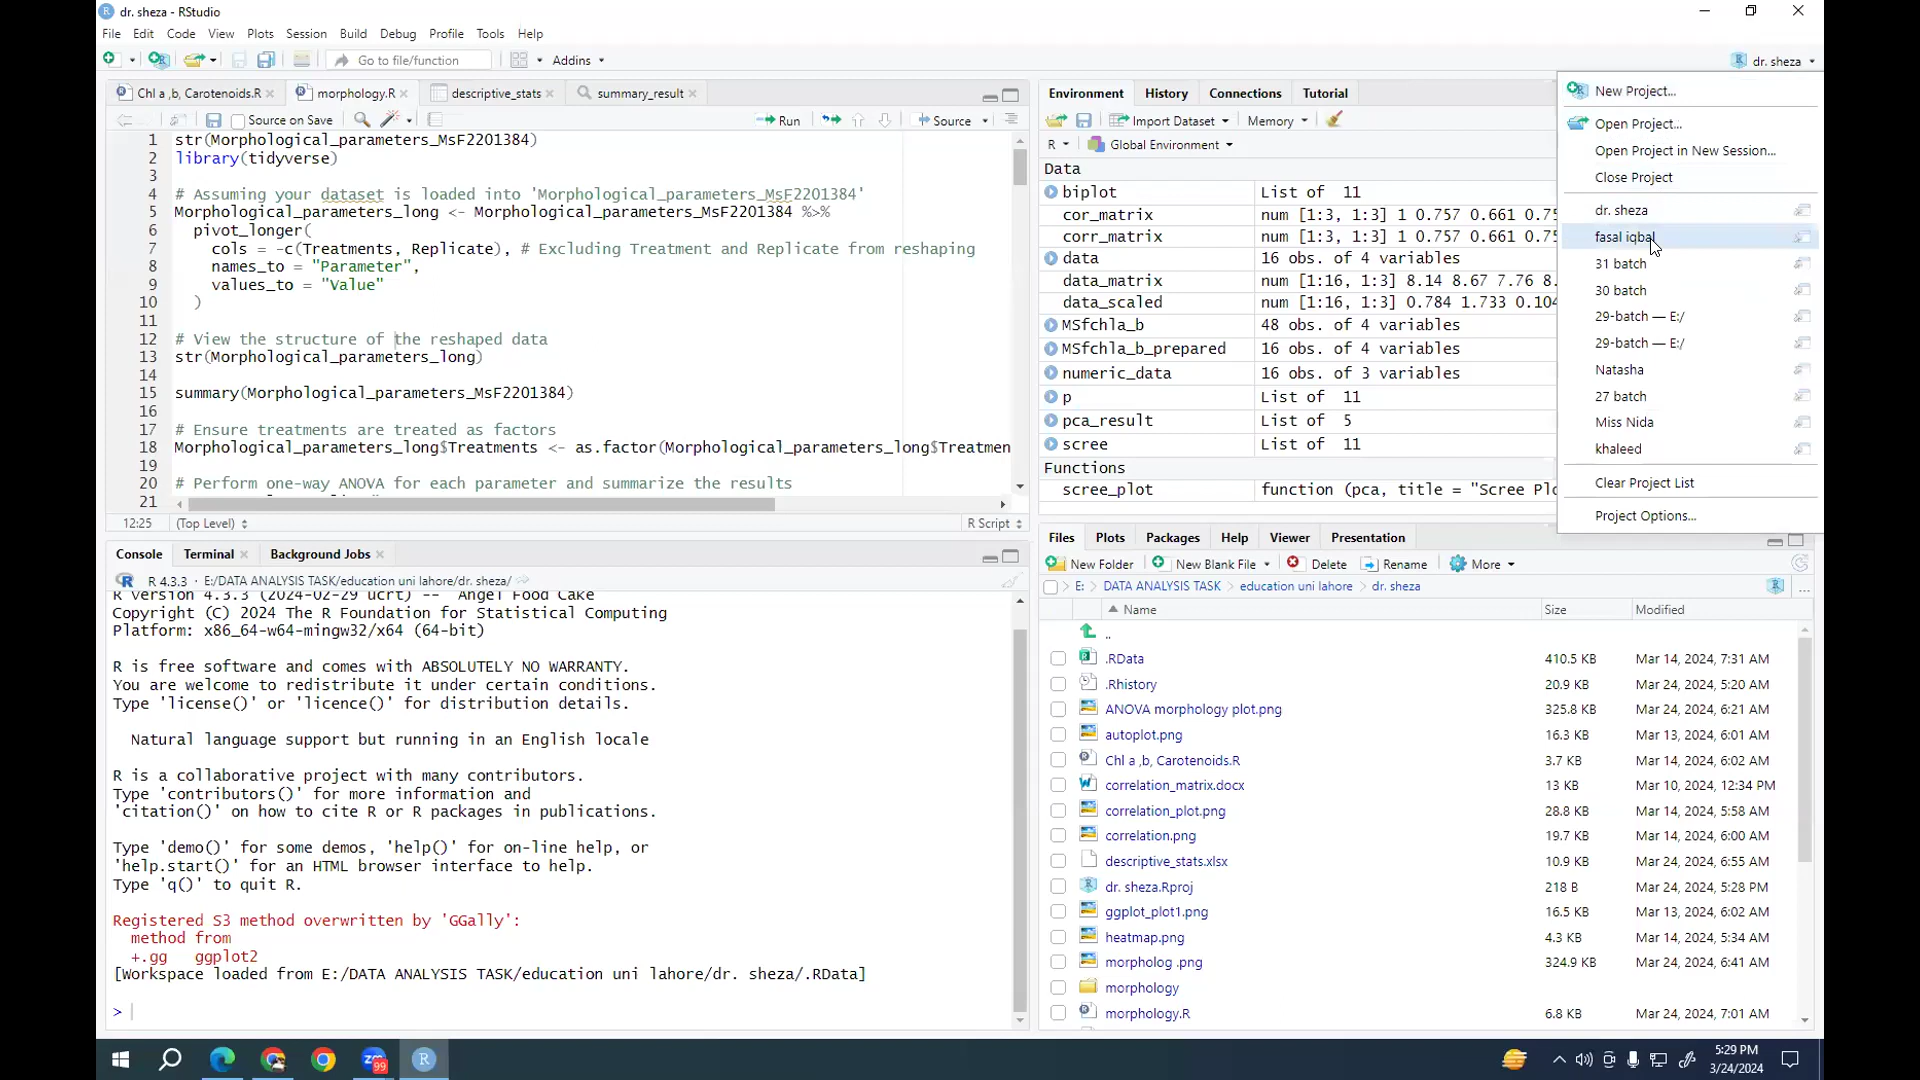 dr. sheza - RStudio
File Edit Code View Plots Session Build Debug Profile Tools Help
Go to file/function
Addins
dr. sheza
Chl a ,b, Carotenoids.R
morphology.R
descriptive_stats
summary_result
Source on Save
Run
Source
1 str(Morphological_parameters_MsF2201384)
2 library(tidyverse)
3
4 # Assuming your dataset is loaded into 'Morphological_parameters_MsF2201384'
5 Morphological_parameters_long <- Morphological_parameters_MsF2201384 %>%
6 pivot_longer(
7 cols = -c(Treatments, Replicate), # Excluding Treatment and Replicate from reshaping
8 names_to = "Parameter",
9 values_to = "Value"
10 )
11
12 # View the structure of the reshaped data
13 str(Morphological_parameters_long)
14
15 summary(Morphological_parameters_MsF2201384)
16
17 # Ensure treatments are treated as factors
18 Morphological_parameters_long$Treatments <- as.factor(Morphological_parameters_long$Treatmen
19
20 # Perform one-way ANOVA for each parameter and summarize the results
21
12:25 (Top Level) R Script
Console Terminal Background Jobs
R 4.3.3 · E:/DATA ANALYSIS TASK/education uni lahore/dr. sheza/
R version 4.3.3 (2024-02-29 ucrt) -- "Angel Food Cake"
Copyright (C) 2024 The R Foundation for Statistical Computing
Platform: x86_64-w64-mingw32/x64 (64-bit)
R is free software and comes with ABSOLUTELY NO WARRANTY.
You are welcome to redistribute it under certain conditions.
Type 'license()' or 'licence()' for distribution details.
Natural language support but running in an English locale
R is a collaborative project with many contributors.
Type 'contributors()' for more information and
'citation()' on how to cite R or R packages in publications.
Type 'demo()' for some demos, 'help()' for on-line help, or
'help.start()' for an HTML browser interface to help.
Type 'q()' to quit R.
Registered S3 method overwritten by 'GGally':
method from
+.gg ggplot2
[Workspace loaded from E:/DATA ANALYSIS TASK/education uni lahore/dr. sheza/.RData]
>
Environment History Connections Tutorial
Import Dataset Memory
R Global Environment
Data
biplot List of 11
cor_matrix num [1:3, 1:3] 1 0.757 0.661 0.75
corr_matrix num [1:3, 1:3] 1 0.757 0.661 0.75
data 16 obs. of 4 variables
data_matrix num [1:16, 1:3] 8.14 8.67 7.76 8.
data_scaled num [1:16, 1:3] 0.784 1.733 0.104
MSfchla_b 48 obs. of 4 variables
MSfchla_b_prepared 16 obs. of 4 variables
numeric_data 16 obs. of 3 variables
p List of 11
pca_result List of 5
scree List of 11
Functions
scree_plot function (pca, title = "Scree Plo
New Project...
Open Project...
Open Project in New Session...
Close Project
dr. sheza
fasal iqbal
31 batch
30 batch
29-batch — E:/
29-batch — E:/
Natasha
27 batch
Miss Nida
khaleed
Clear Project List
Project Options...
Files Plots Packages Help Viewer Presentation
New Folder New Blank File Delete Rename More
E: > DATA ANALYSIS TASK > education uni lahore > dr. sheza
Name Size Modified
..
.RData 410.5 KB Mar 14, 2024, 7:31 AM
.Rhistory 20.9 KB Mar 24, 2024, 5:20 AM
ANOVA morphology plot.png 325.8 KB Mar 24, 2024, 6:21 AM
autoplot.png 16.3 KB Mar 13, 2024, 6:01 AM
Chl a ,b, Carotenoids.R 3.7 KB Mar 14, 2024, 6:02 AM
correlation_matrix.docx 13 KB Mar 10, 2024, 12:34 PM
correlation_plot.png 28.8 KB Mar 14, 2024, 5:58 AM
correlation.png 19.7 KB Mar 14, 2024, 6:00 AM
descriptive_stats.xlsx 10.9 KB Mar 24, 2024, 6:55 AM
dr. sheza.Rproj 218 B Mar 24, 2024, 5:28 PM
ggplot_plot1.png 16.5 KB Mar 13, 2024, 6:02 AM
heatmap.png 4.3 KB Mar 14, 2024, 5:34 AM
morpholog .png 324.9 KB Mar 24, 2024, 6:41 AM
morphology
morphology.R 6.8 KB Mar 24, 2024, 7:01 AM
zm 99
5:29 PM
3/24/2024